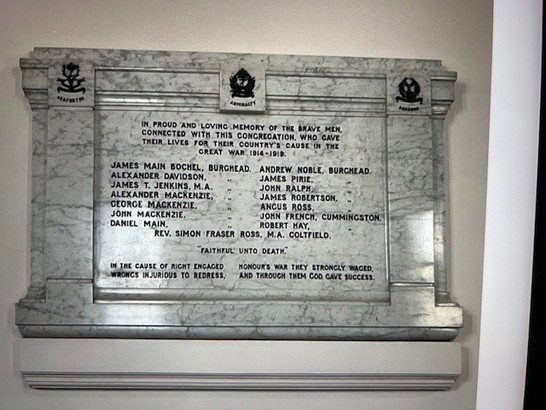 SEAFORTHS
ADMIRALTY
GORDONS
IN PROUD AND LOVING MEMORY OF THE BRAVE MEN,
CONNECTED WITH THIS CONGREGATION, WHO GAVE
THEIR LIVES FOR THEIR COUNTRY'S CAUSE IN THE
GREAT WAR 1914-1919.
JAMES MAIN BOCHEL, BURGHEAD. ANDREW NOBLE, BURGHEAD.
ALEXANDER DAVIDSON, " JAMES PIRIE, "
JAMES T. JENKINS, M.A. " JOHN RALPH, "
ALEXANDER MACKENZIE, " JAMES ROBERTSON, "
GEORGE MACKENZIE, " ANGUS ROSS, "
JOHN MACKENZIE, " JOHN FRENCH, CUMMINGSTON.
DANIEL MAIN, " ROBERT HAY, "
REV. SIMON FRASER ROSS, M.A. COLTFIELD.
"FAITHFUL UNTO DEATH."
IN THE CAUSE OF RIGHT ENGAGED HONOUR'S WAR THEY STRONGLY WAGED,
WRONGS INJURIOUS TO REDRESS, AND THROUGH THEM GOD GAVE SUCCESS.